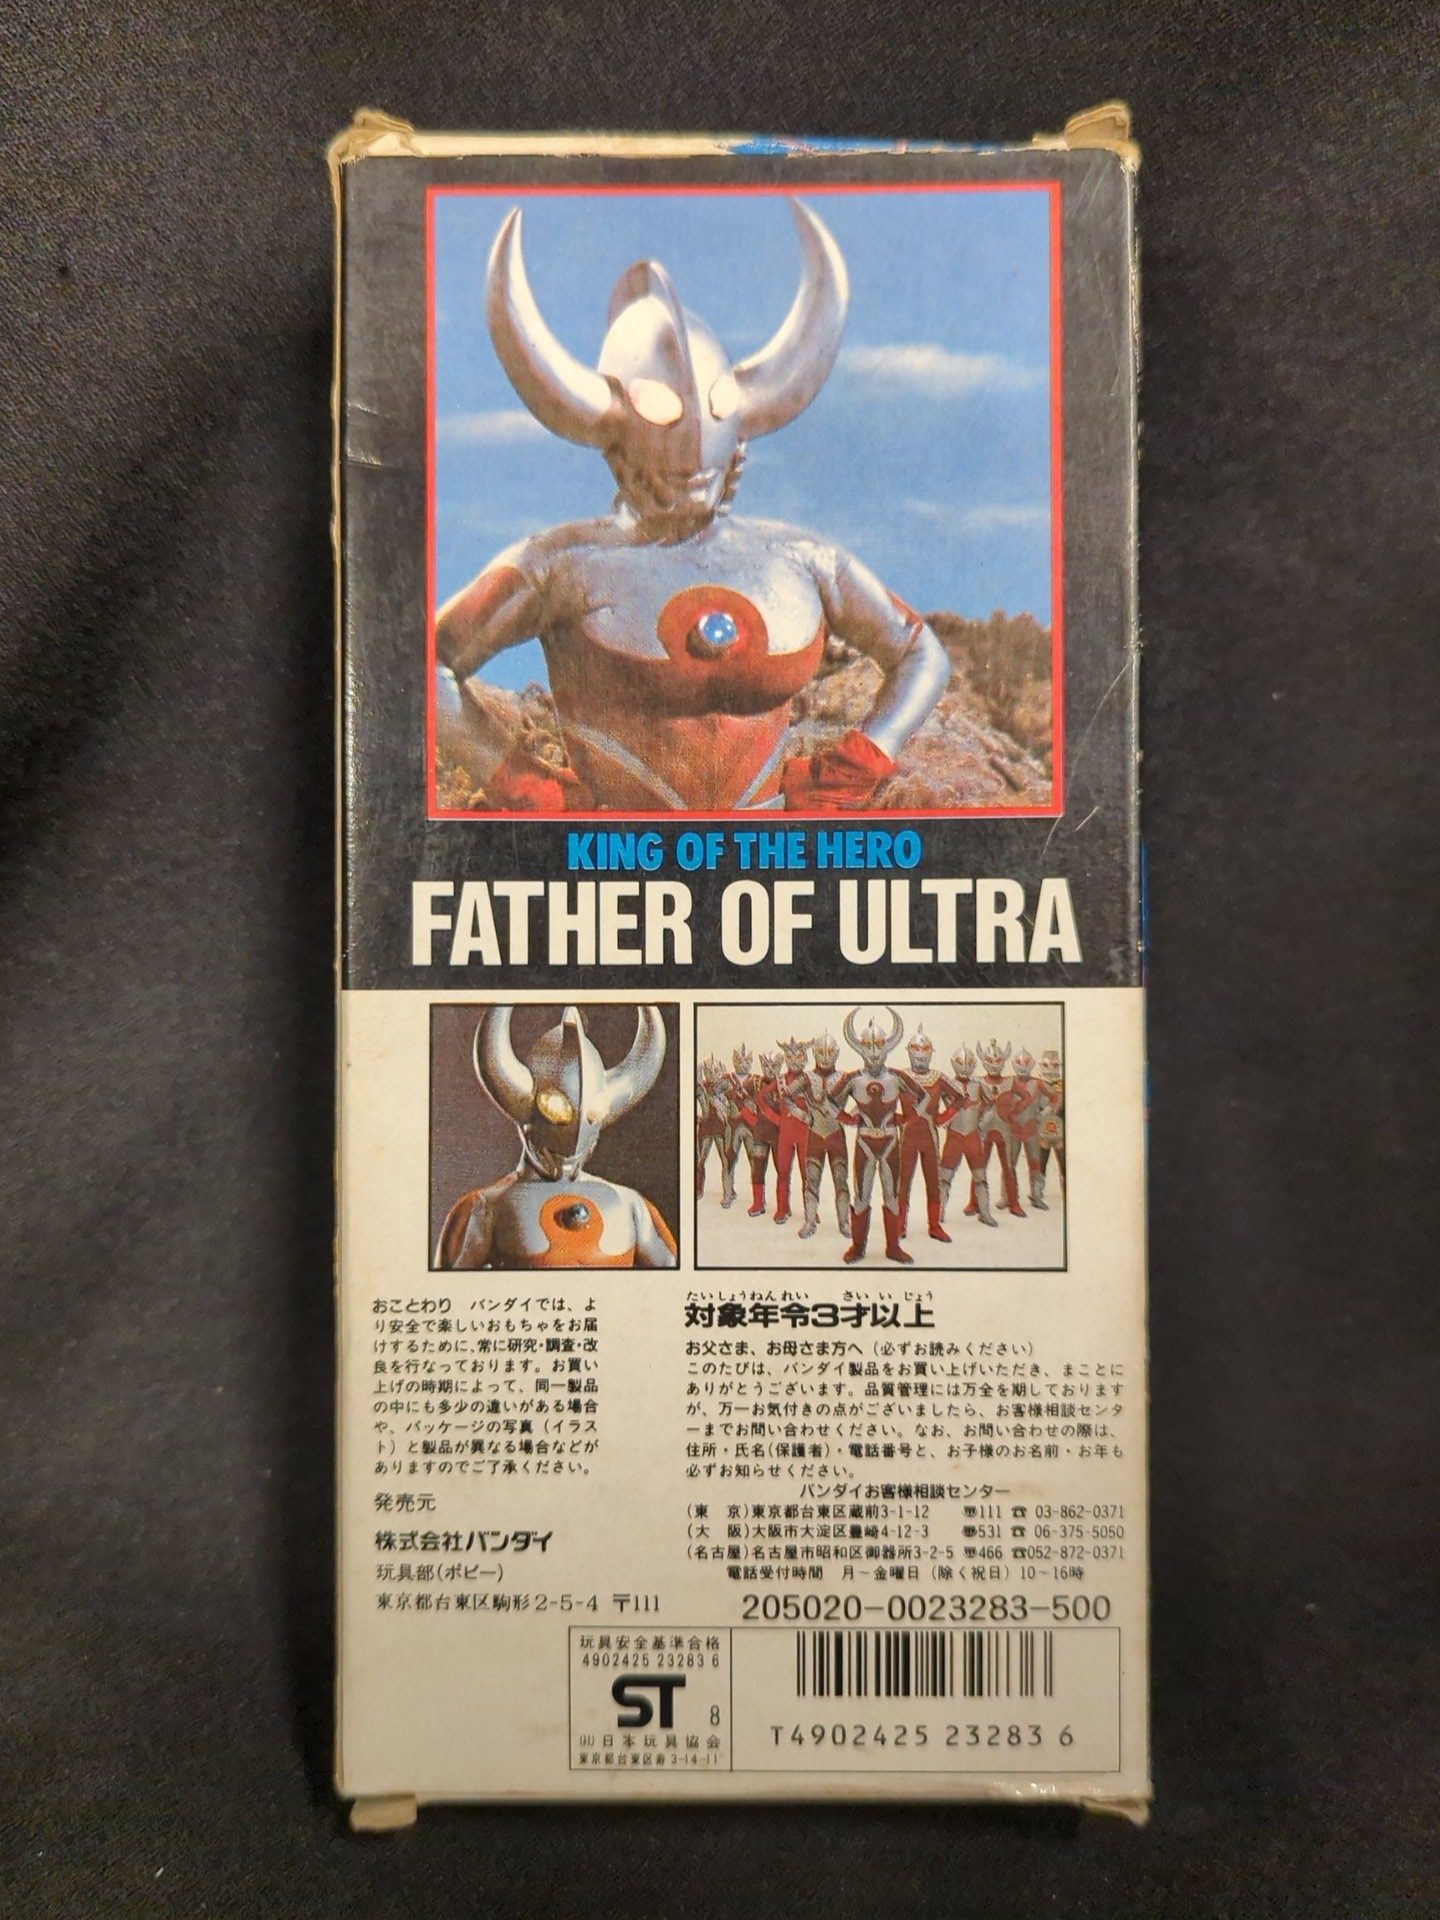 KING OF THE HERO
FATHER OF ULTRA
おことわり バンダイでは、よ
り安全で楽しいおもちゃをお届
けするために、常に研究・調査・改
良を行なっております。お買い
上げの時期によって、同一製品
の中にも多少の違いがある場合
や、パッケージの写真（イラス
ト）と製品が異なる場合などが
ありますのでご了承ください。
発売元
株式会社バンダイ
玩具部(ポピー)
東京都台東区駒形2-5-4 〒111
たいしょうねんれい さいいじょう
対象年令3才以上
お父さま、お母さま方へ（必ずお読みください）
このたびは、バンダイ製品をお買い上げいただき、まことに
ありがとうございます。品質管理には万全を期しております
が、万一お気付きの点がございましたら、お客様相談センタ
ーまでお問い合わせください。なお、お問い合わせの際は、
住所・氏名(保護者)・電話番号と、お子様のお名前・お年も
必ずお知らせください。
バンダイお客様相談センター
(東 京)東京都台東区蔵前3-1-12 〠111 ☎ 03-862-0371
(大 阪)大阪市大淀区豊崎4-12-3 〠531 ☎ 06-375-5050
(名古屋)名古屋市昭和区御器所3-2-5 〠466 ☎052-872-0371
電話受付時間 月～金曜日（除く祝日）10～16時
205020-0023283-500
玩具安全基準合格
4902425 23283 6
ST 8
(社)日本玩具協会
東京都台東区寿3-14-11
T4902425 23283 6